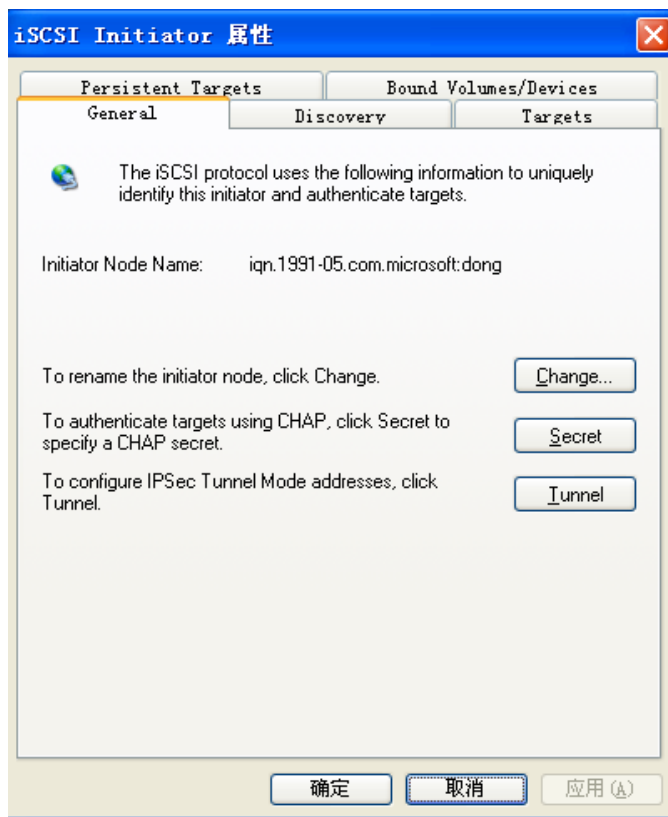 iSCSI Initiator 属性
Persistent Targets
Bound Volumes/Devices
General
Discovery
Targets
The iSCSI protocol uses the following information to uniquely
identify this initiator and authenticate targets.
Initiator Node Name: iqn.1991-05.com.microsoft:dong
To rename the initiator node, click Change.
Change...
To authenticate targets using CHAP, click Secret to
specify a CHAP secret.
Secret
To configure IPSec Tunnel Mode addresses, click
Tunnel.
Tunnel
确定
取消
应用(A)